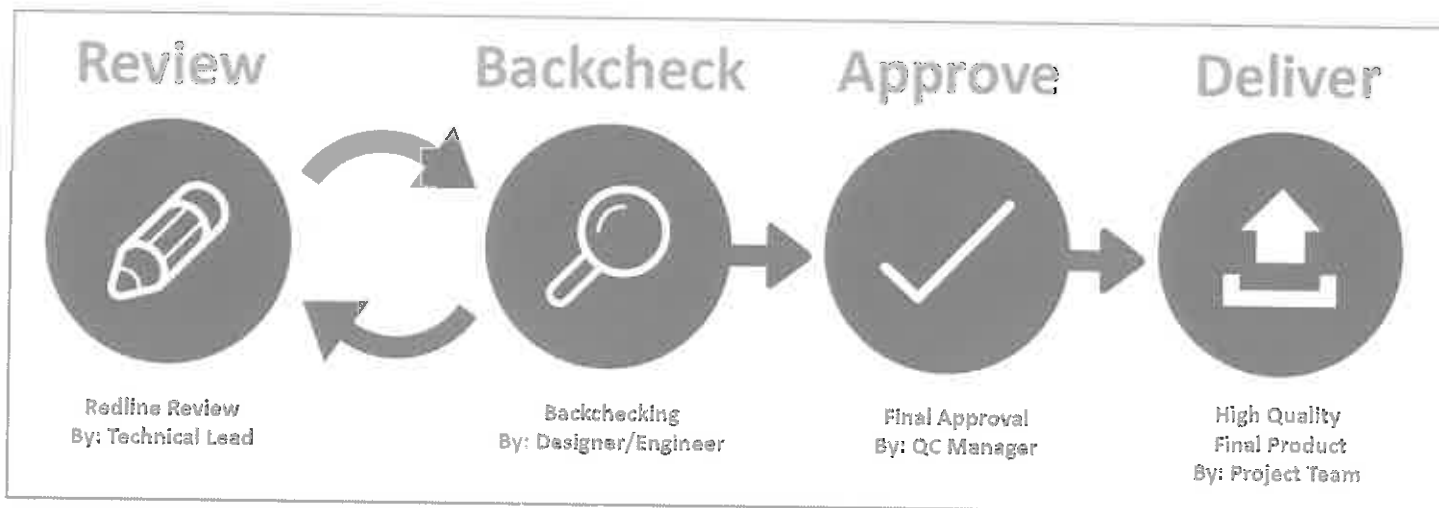 Review
Backcheck
Approve
Deliver
Redline Review
By: Technical Lead
Backchecking
By: Designer/Engineer
Final Approval
By: QC Manager
High Quality
Final Product
By: Project Team